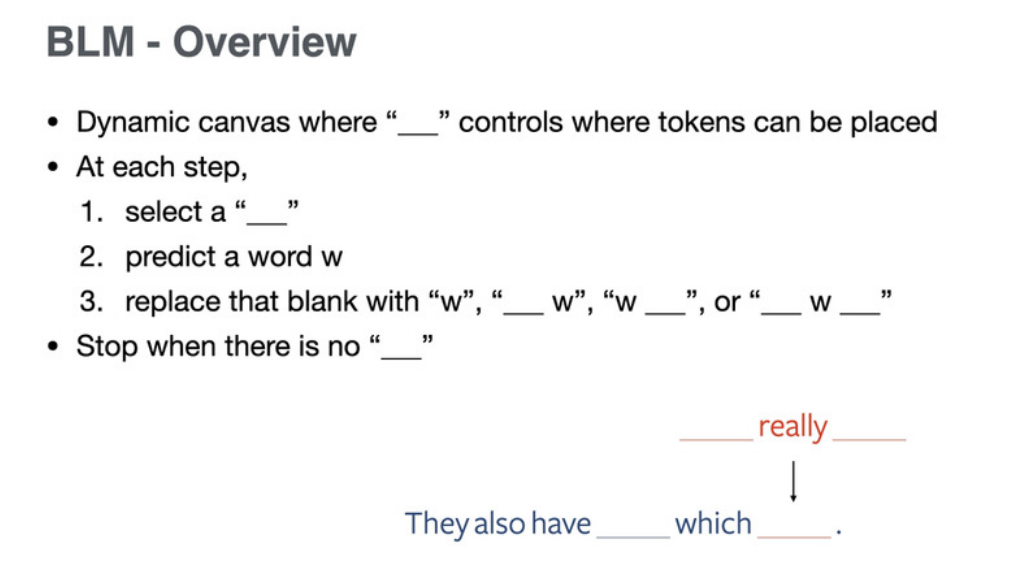 BLM - Overview
• Dynamic canvas where “___” controls where tokens can be placed
• At each step,
1. select a “___”
2. predict a word w
3. replace that blank with “w”, “___ w”, “w ___”, or “___ w ___”
• Stop when there is no “___”
_____ really _____
They also have _____ which _____ .